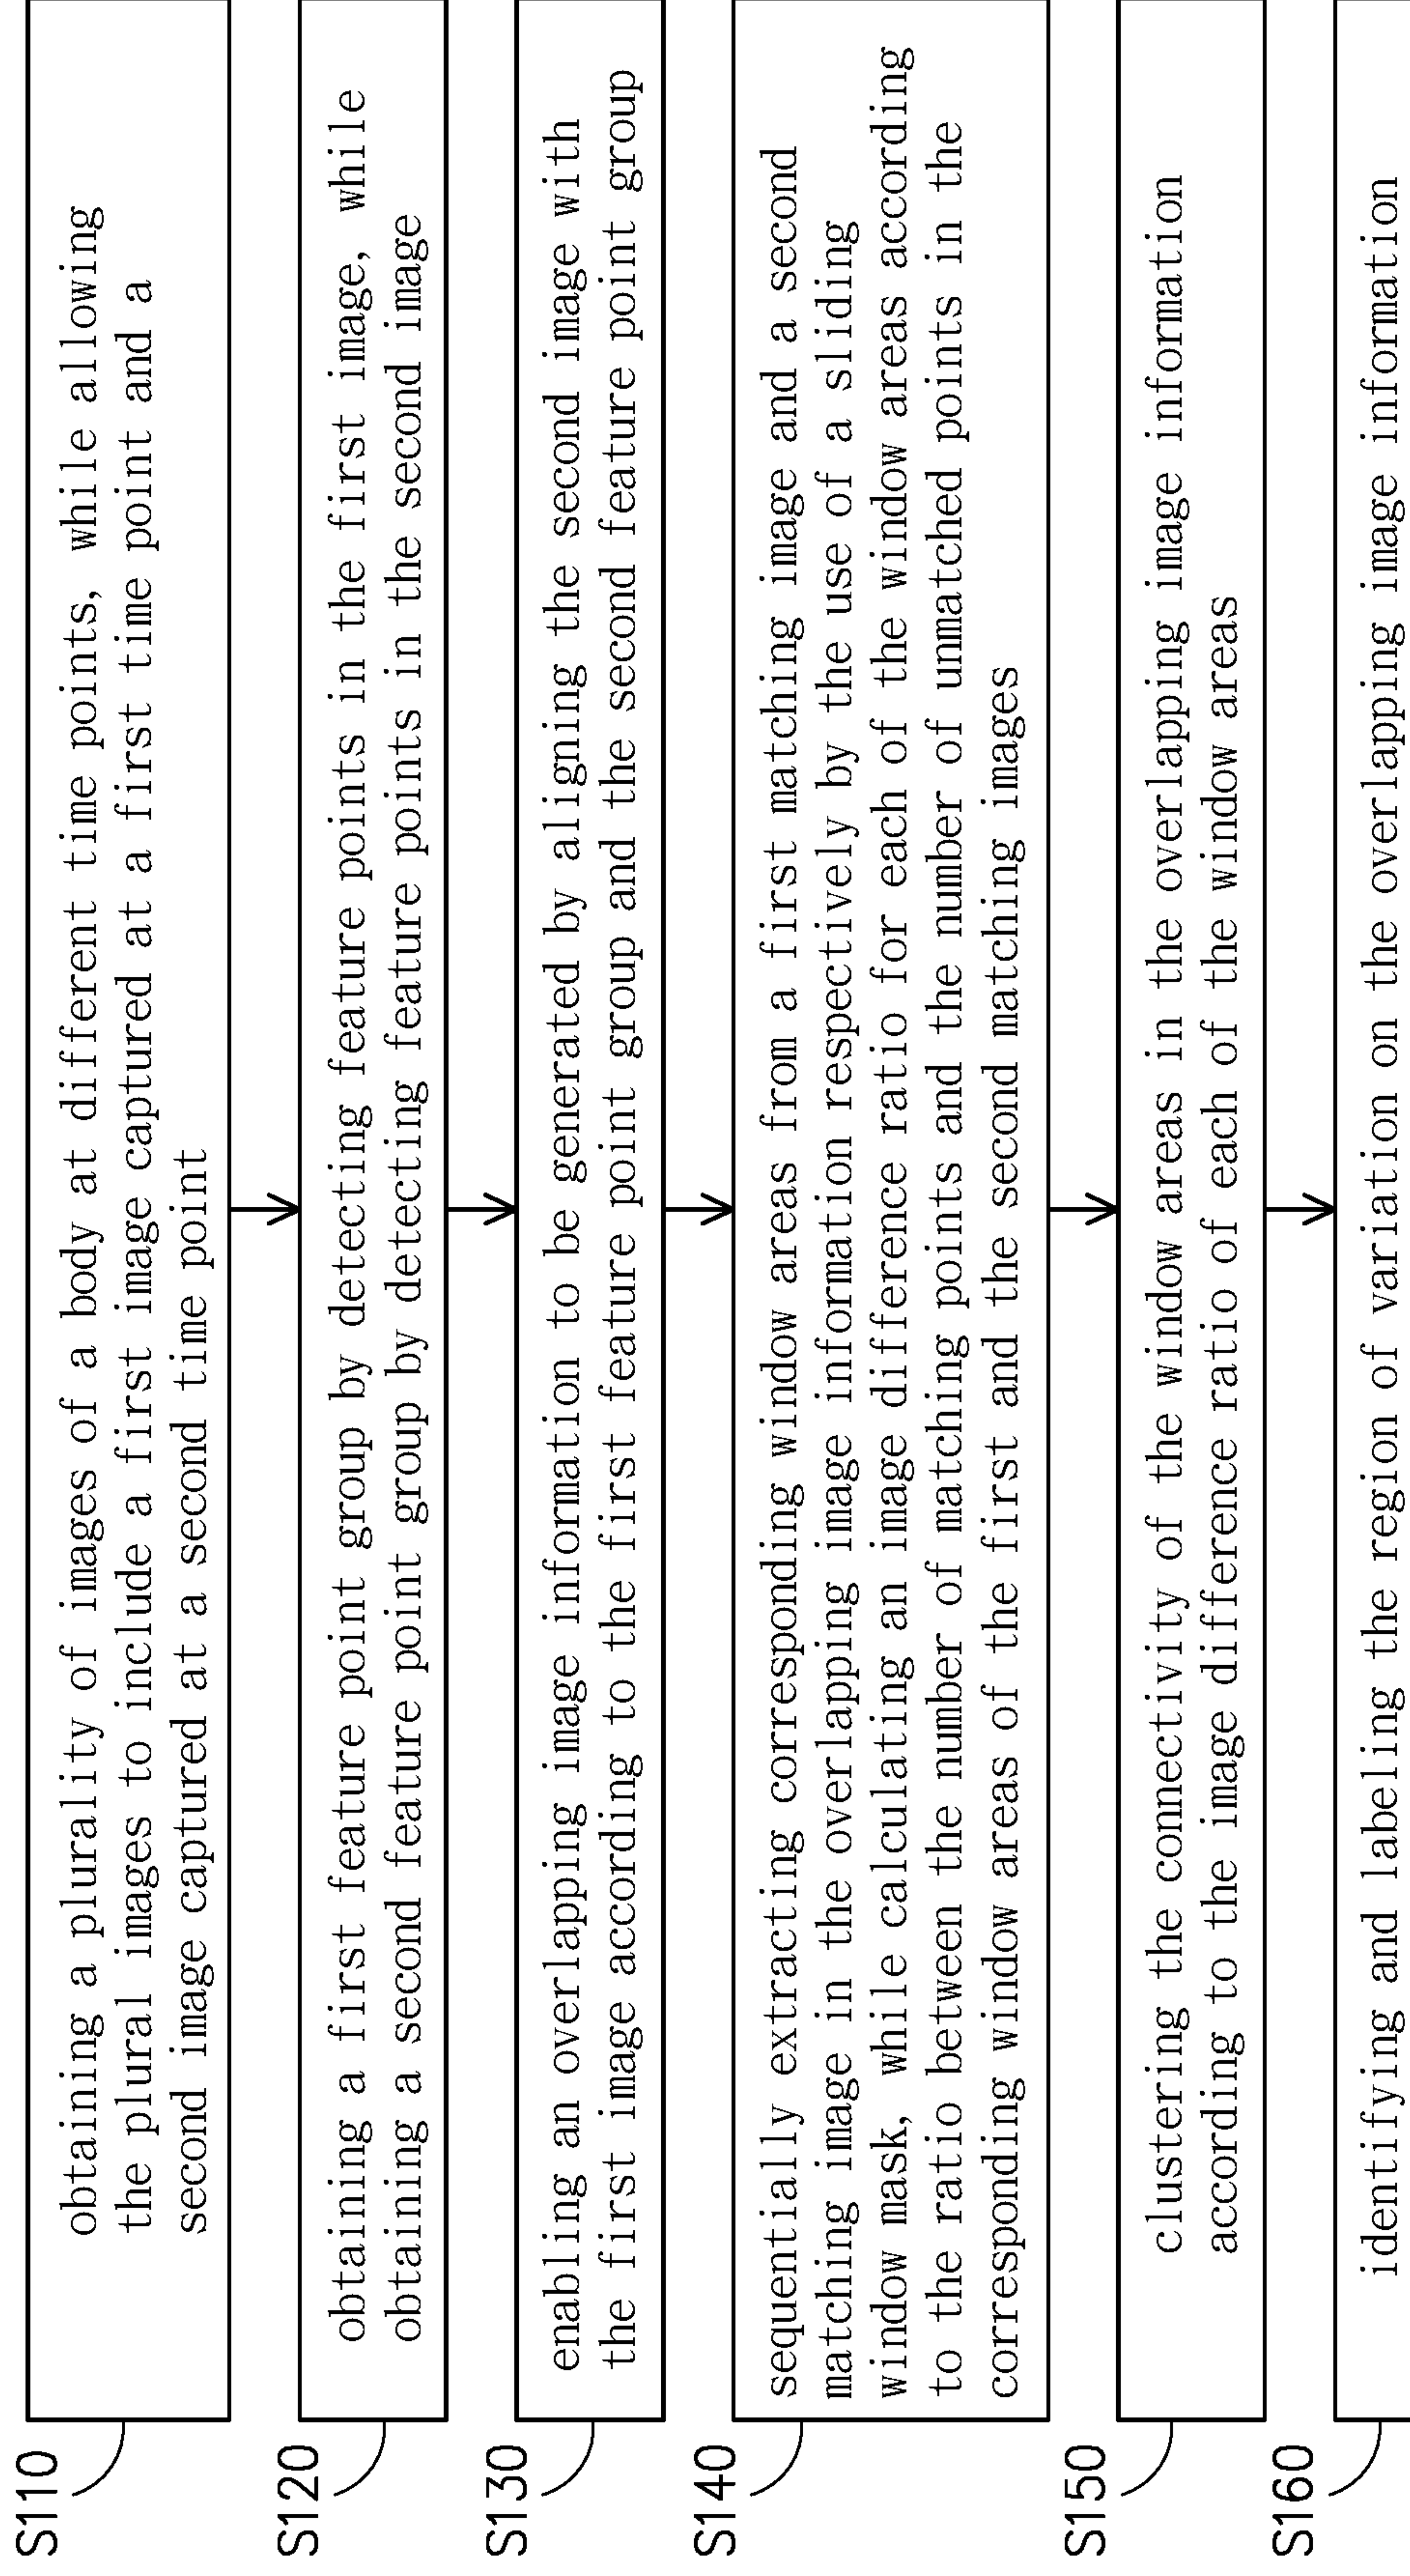 S110
obtaining a plurality of images of a body at different time points, while allowing
the plural images to include a first image captured at a first time point and a
second image captured at a second time point
S120
obtaining a first feature point group by detecting feature points in the first image, while
obtaining a second feature point group by detecting feature points in the second image
S130
enabling an overlapping image information to be generated by aligning the second image with
the first image according to the first feature point group and the second feature point group
S140
sequentially extracting corresponding window areas from a first matching image and a second
matching image in the overlapping image information respectively by the use of a sliding
window mask, while calculating an image difference ratio for each of the window areas according
to the ratio between the number of matching points and the number of unmatched points in the
corresponding window areas of the first and the second matching images
S150
clustering the connectivity of the window areas in the overlapping image information
according to the image difference ratio of each of the window areas
S160
identifying and labeling the region of variation on the overlapping image information